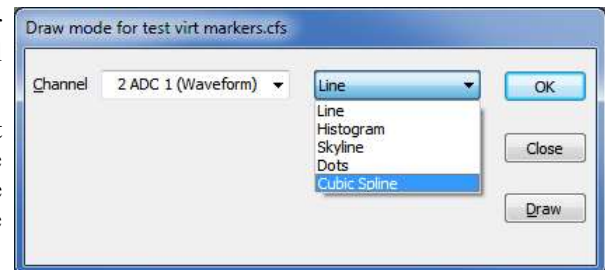 Draw mode for test virt markers.cfs
Channel 2 ADC 1 (Waveform) Line OK
Line
Histogram
Skyline
Dots
Cubic Spline
Close
Draw